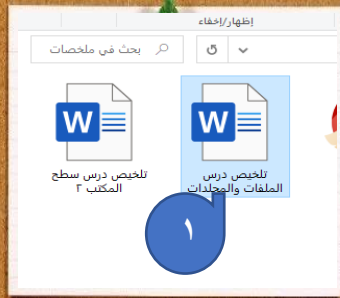 إظهار/إخفاء
بحث في ملخصات
W
W
تلخيص درس
الملفات والمجلدات
تلخيص درس سطح
المكتب ٢
١